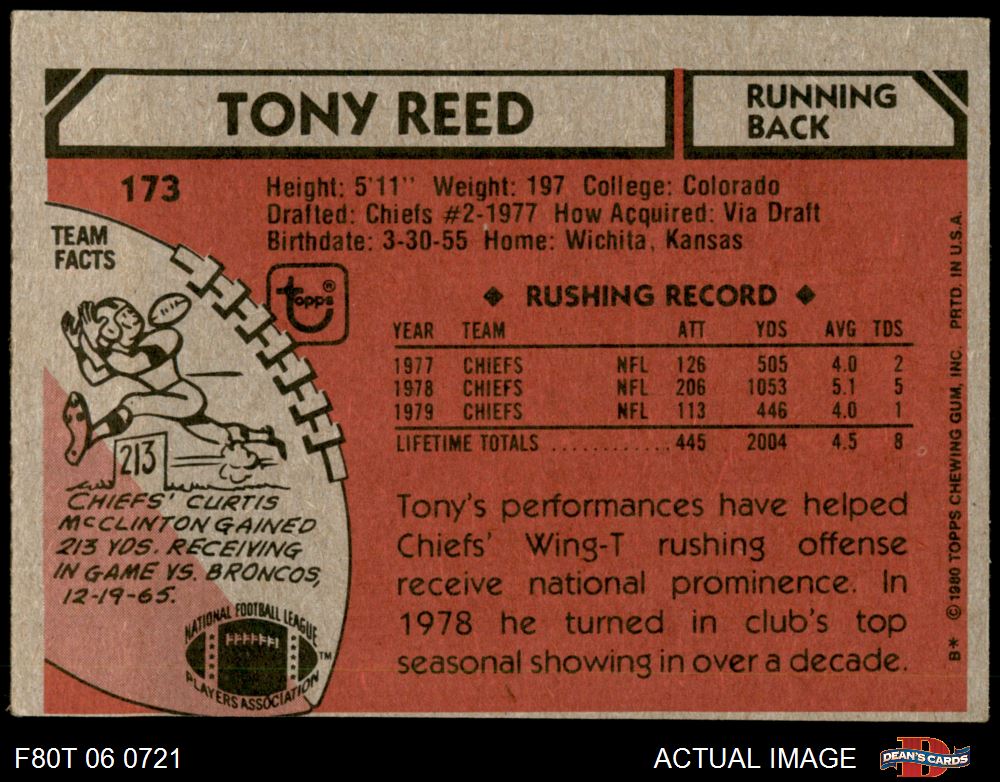 TONY REED
RUNNING
BACK
173
Height: 5'11" Weight: 197 College: Colorado
Drafted: Chiefs #2-1977 How Acquired: Via Draft
Birthdate: 3-30-55 Home: Wichita, Kansas
TEAM
FACTS
topps ®
◆ RUSHING RECORD ◆
YEAR TEAM ATT YDS AVG TDS
1977 CHIEFS NFL 126 505 4.0 2
1978 CHIEFS NFL 206 1053 5.1 5
1979 CHIEFS NFL 113 446 4.0 1
LIFETIME TOTALS ............ 445 2004 4.5 8
213
CHIEFS' CURTIS
McCLINTON GAINED
213 YDS. RECEIVING
IN GAME VS. BRONCOS,
12-19-65.
NATIONAL FOOTBALL LEAGUE
PLAYERS ASSOCIATION
TM
Tony's performances have helped
Chiefs' Wing-T rushing offense
receive national prominence. In
1978 he turned in club's top
seasonal showing in over a decade.
B* © 1980 TOPPS CHEWING GUM, INC. PRTD. IN U.S.A.
F80T 06 0721
ACTUAL IMAGE
DEAN'S CARDS